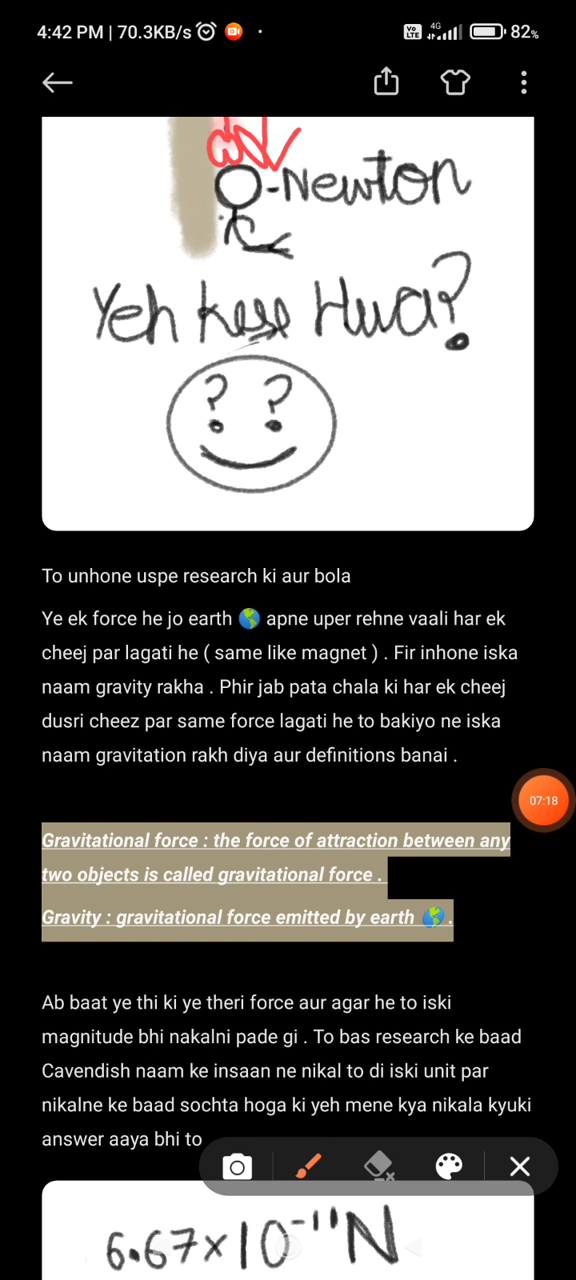 4:42 PM | 70.3KB/s
Vo LTE 4G 82%
-Newton
Yeh kese Hua?
? ?
To unhone uspe research ki aur bola
Ye ek force he jo earth 🌎 apne uper rehne vaali har ek
cheej par lagati he ( same like magnet ) . Fir inhone iska
naam gravity rakha . Phir jab pata chala ki har ek cheej
dusri cheez par same force lagati he to bakiyo ne iska
naam gravitation rakh diya aur definitions banai .
07:18
Gravitational force : the force of attraction between any
two objects is called gravitational force .
Gravity : gravitational force emitted by earth 🌎 .
Ab baat ye thi ki ye theri force aur agar he to iski
magnitude bhi nakalni pade gi . To bas research ke baad
Cavendish naam ke insaan ne nikal to di iski unit par
nikalne ke baad sochta hoga ki yeh mene kya nikala kyuki
answer aaya bhi to
6.67×10⁻¹¹N